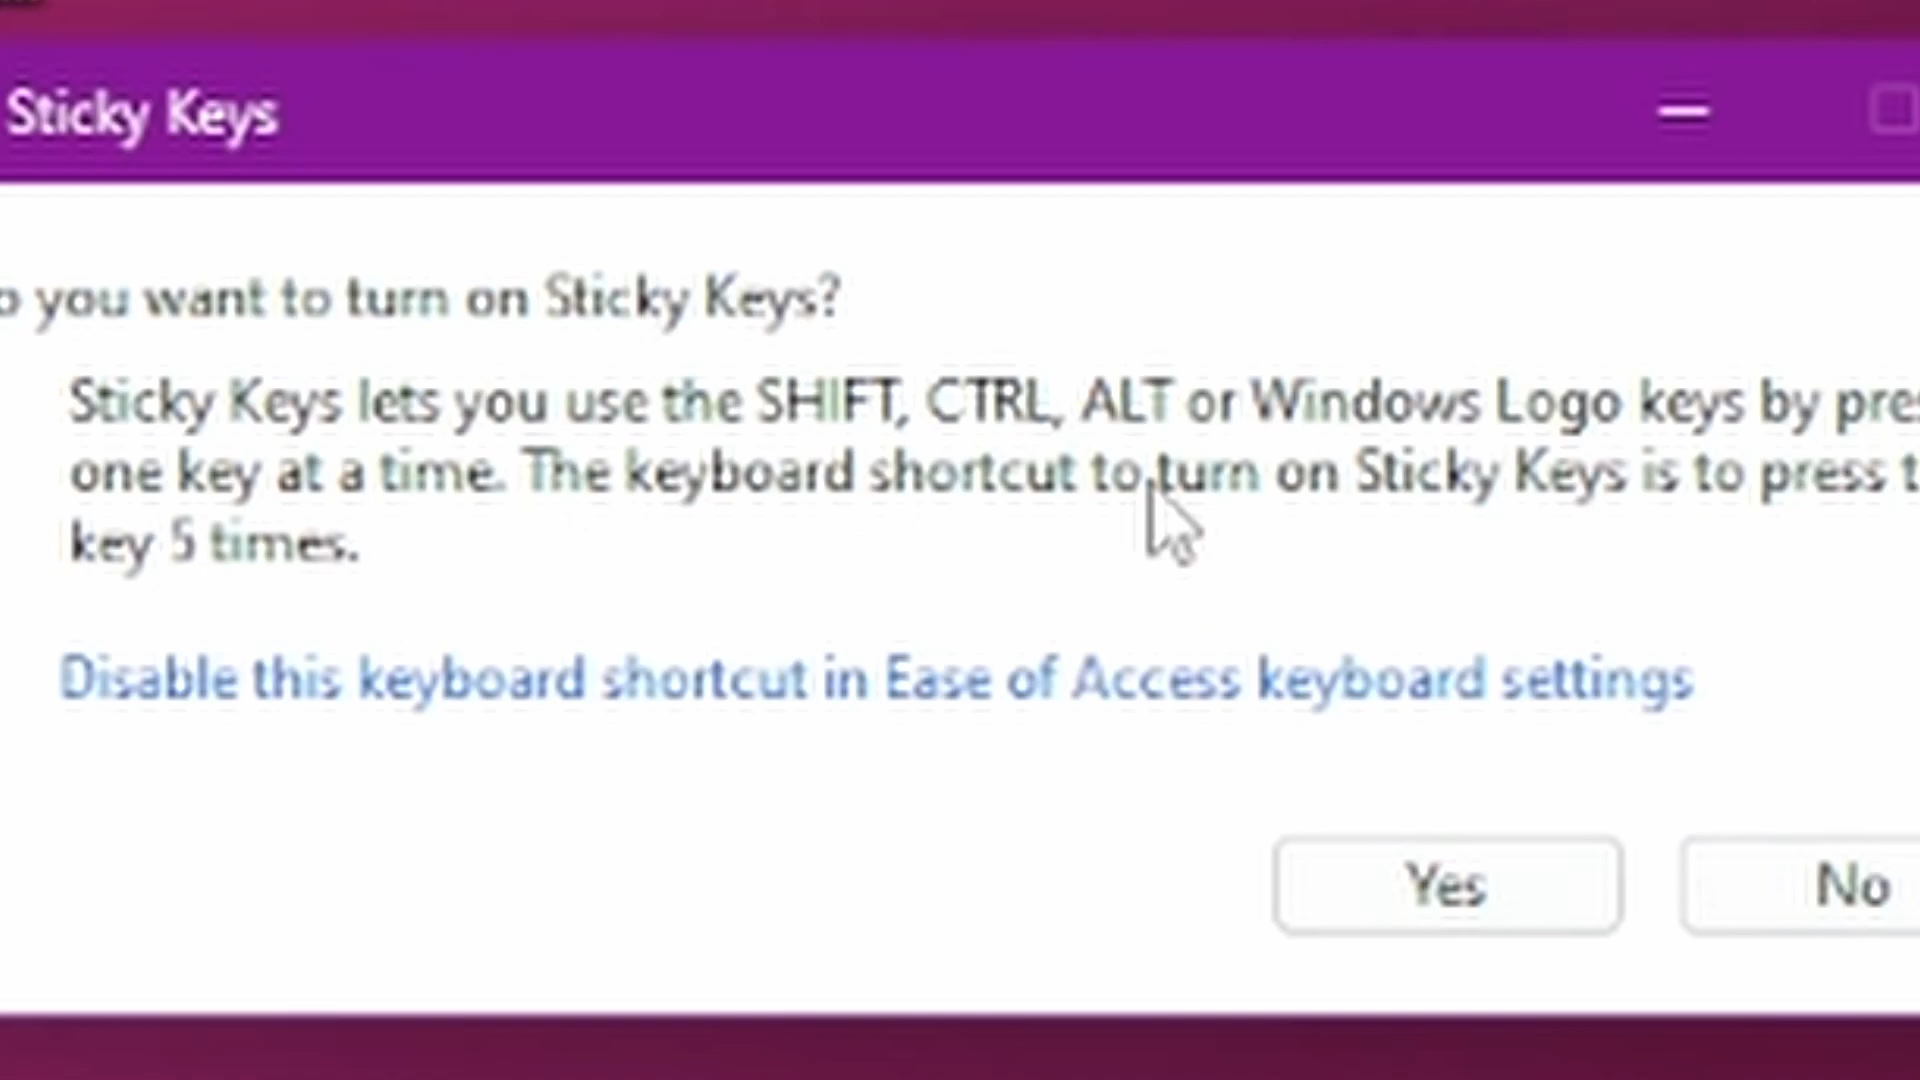 Sticky Keys
o you want to turn on Sticky Keys?
Sticky Keys lets you use the SHIFT, CTRL, ALT or Windows Logo keys by pres
one key at a time. The keyboard shortcut to turn on Sticky Keys is to press t
key 5 times.
Disable this keyboard shortcut in Ease of Access keyboard settings
Yes
No